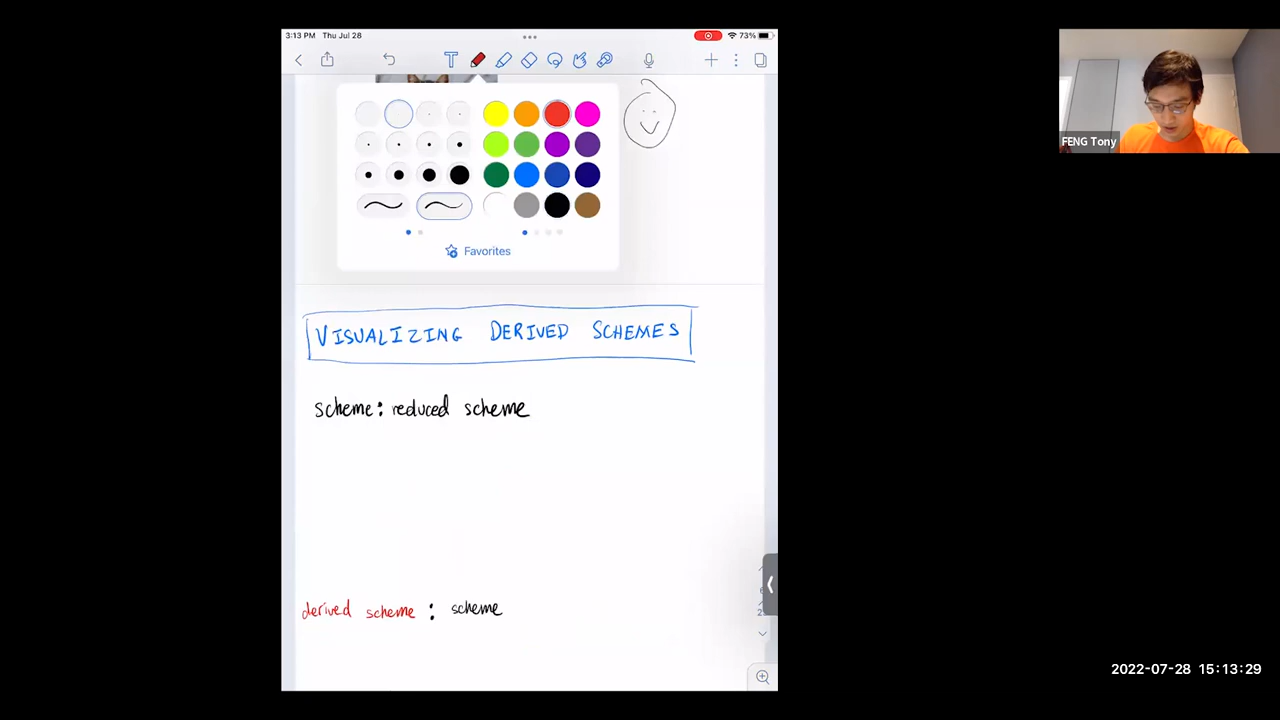 3:13 PM Thu Jul 28
73%
T
Favorites
VISUALIZING DERIVED SCHEMES
scheme: reduced scheme
derived scheme : scheme
FENG Tony
2022-07-28 15:13:29